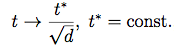 t → t*/√d, t* = const.